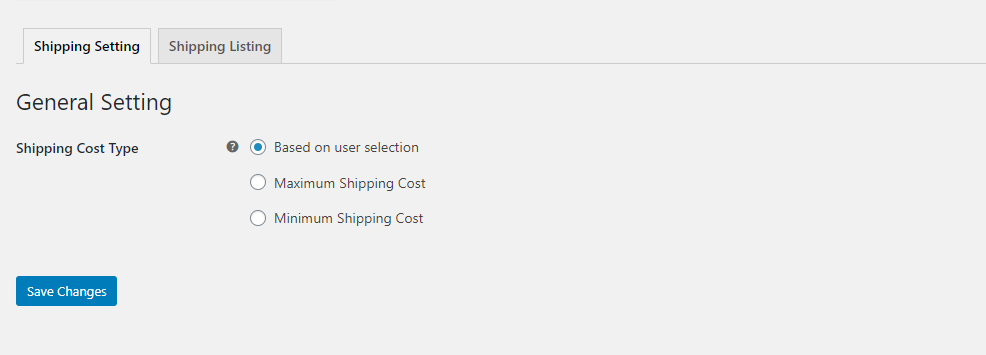 Shipping Setting
Shipping Listing
General Setting
Shipping Cost Type
? Based on user selection
Maximum Shipping Cost
Minimum Shipping Cost
Save Changes